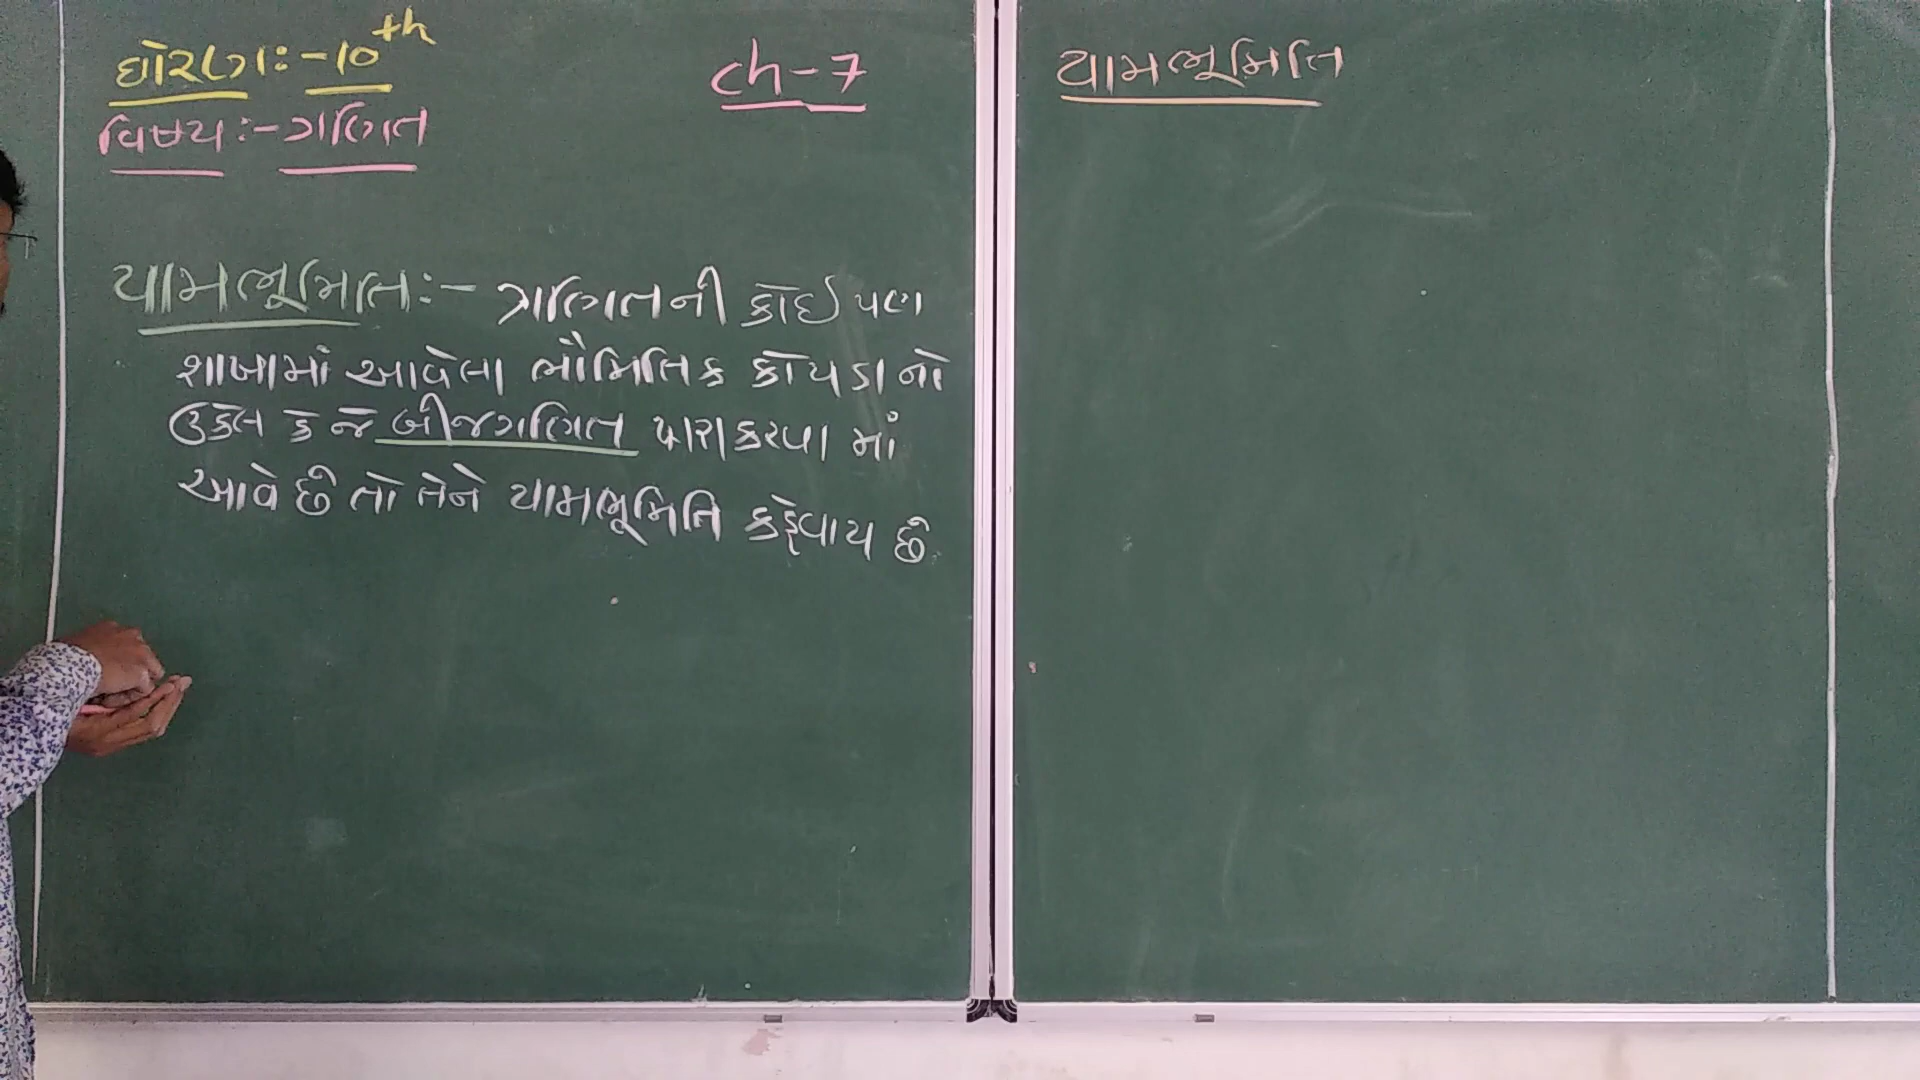 ધોરણ:-10th
વિષય:-ગણિત
ch-7
યામભૂમિતિ
યામભૂમિતિ:- ગણિતની કોઈ પણ
શાખામાં આવેલા ભૌમિતિક કોયડા નો
ઉકેલ કે જે બીજગણિત ધ્વારા કરવા માં
આવે છે તો તેને યામભૂમિતિ કહેવાય છે.